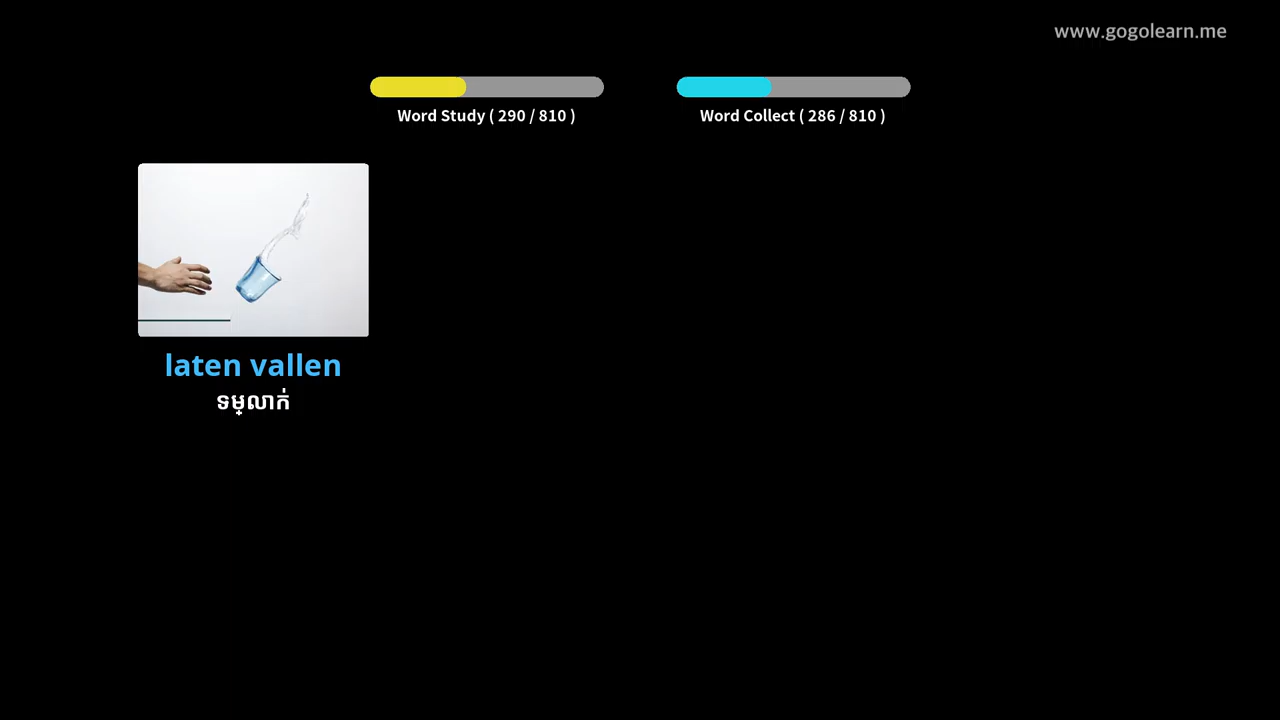 www.gogolearn.me
Word Study ( 290 / 810 )
Word Collect ( 286 / 810 )
laten vallen
ទម្លាក់